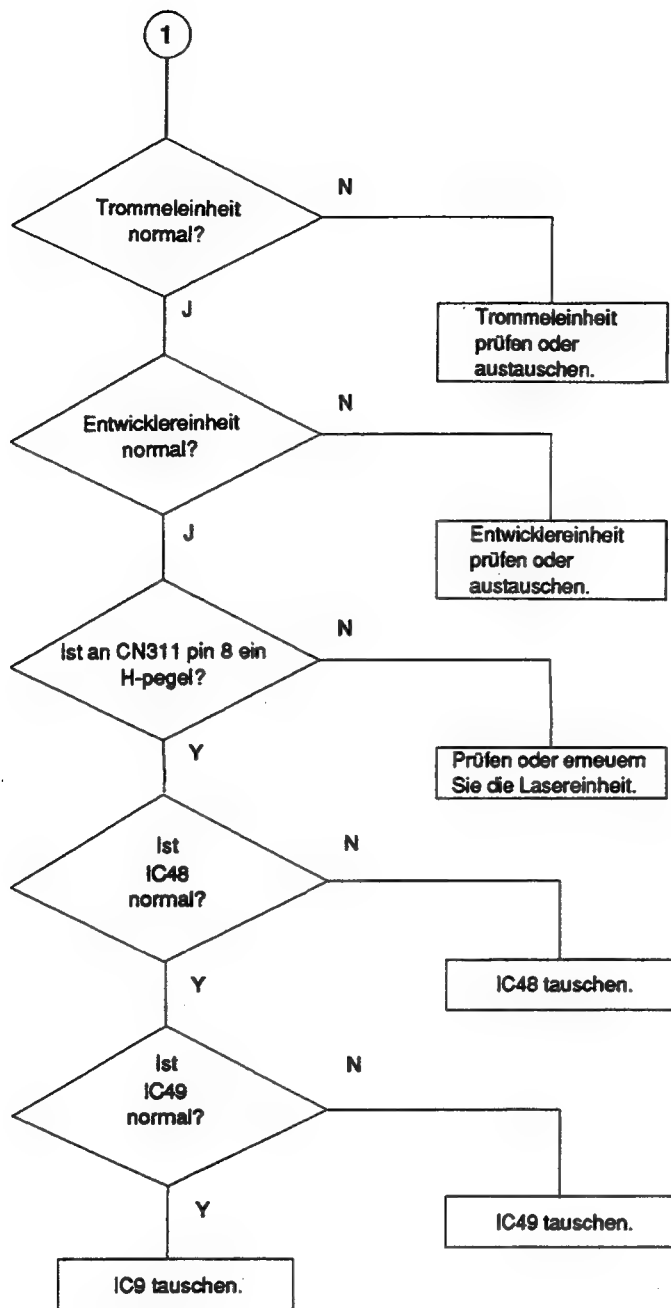 1
Trommeleinheit
normal?
N
J
Trommeleinheit
prüfen oder
austauschen.
Entwicklereinheit
normal?
N
J
Entwicklereinheit
prüfen oder
austauschen.
Ist an CN311 pin 8 ein
H-pegel?
N
Y
Prüfen oder erneuern
Sie die Lasereinheit.
Ist
IC48
normal?
N
Y
IC48 tauschen.
Ist
IC49
normal?
N
Y
IC49 tauschen.
IC9 tauschen.